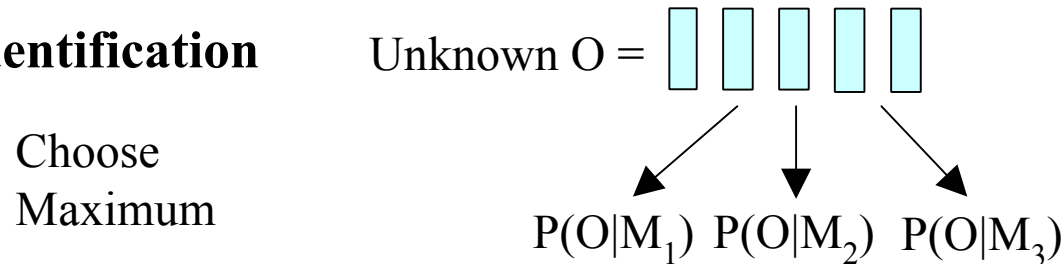 entification
Unknown O =
Choose
Maximum
P(O|M₁) P(O|M₂) P(O|M₃)